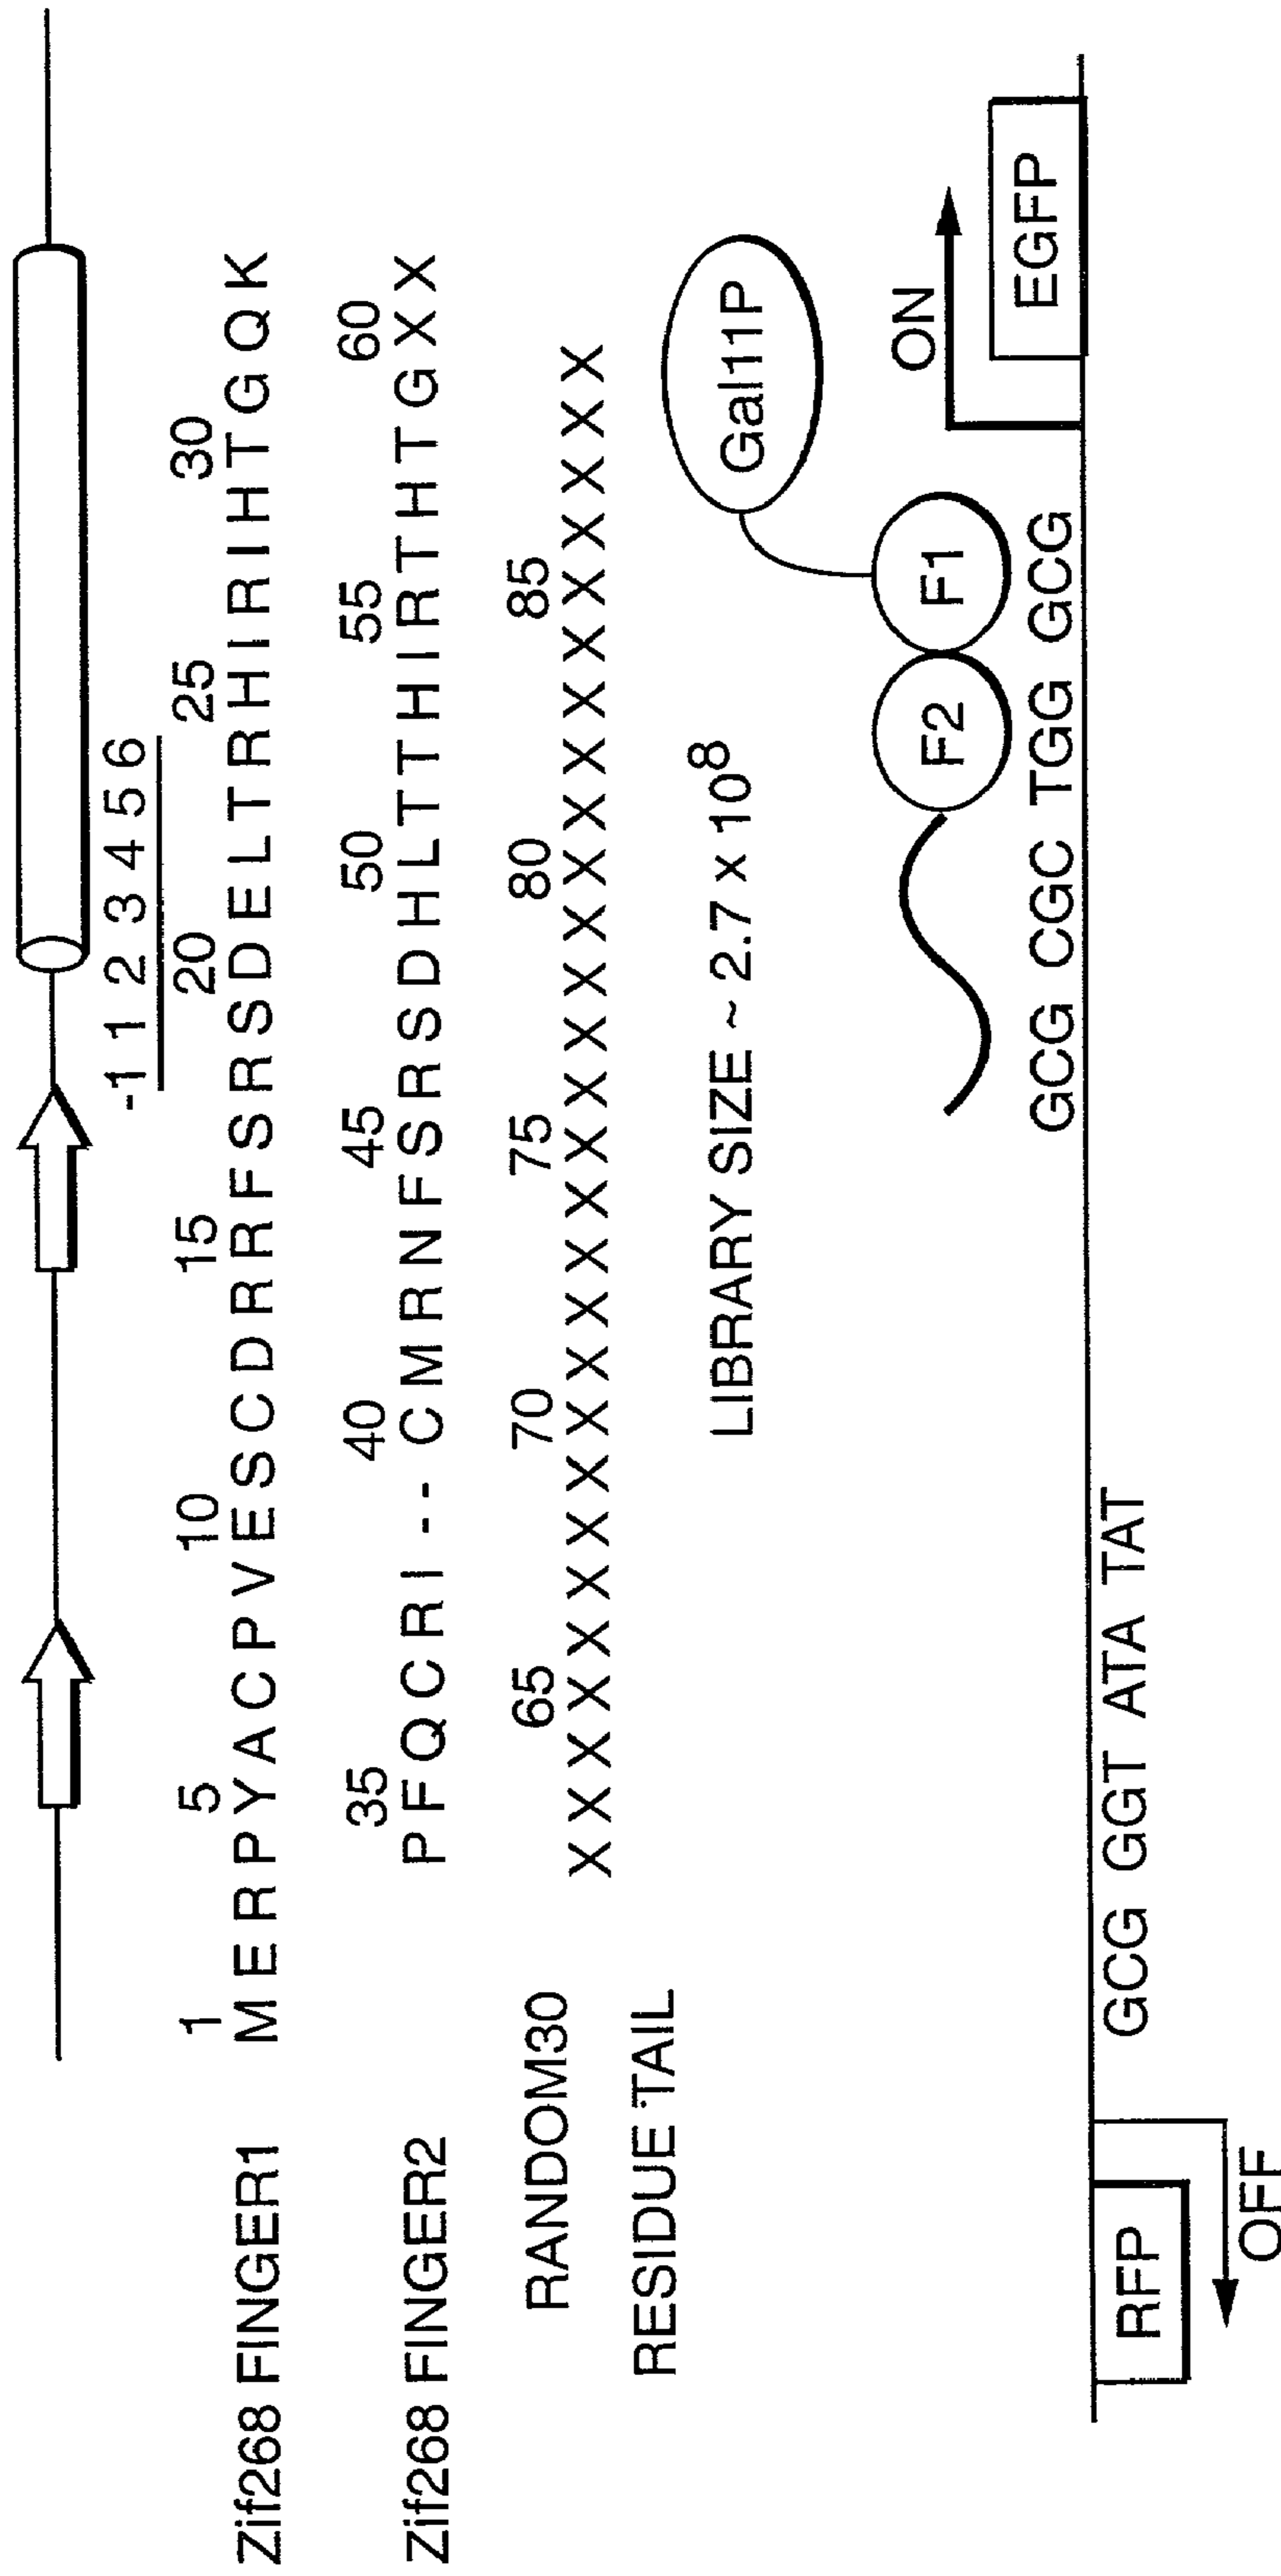 -1 1 2 3 4 5 6
1 5 10 15 20 25 30
Zif268 FINGER1 M E R P Y A C P V E S C D R R F S R S D E L T R H I R I H T G Q K
35 40 45 50 55 60
Zif268 FINGER2 P F Q C R I - - C M R N F S R S D H L T T H I R T H T G X X
65 70 75 80 85
RANDOM30 X X X X X X X X X X X X X X X X X X X X X X X X X X X X
RESIDUE TAIL
LIBRARY SIZE ~ 2.7 x 10⁸
Gal11P
ON
F2 F1
EGFP
GCG CGC TGG GCG
GCG GGT ATA TAT
RFP
OFF